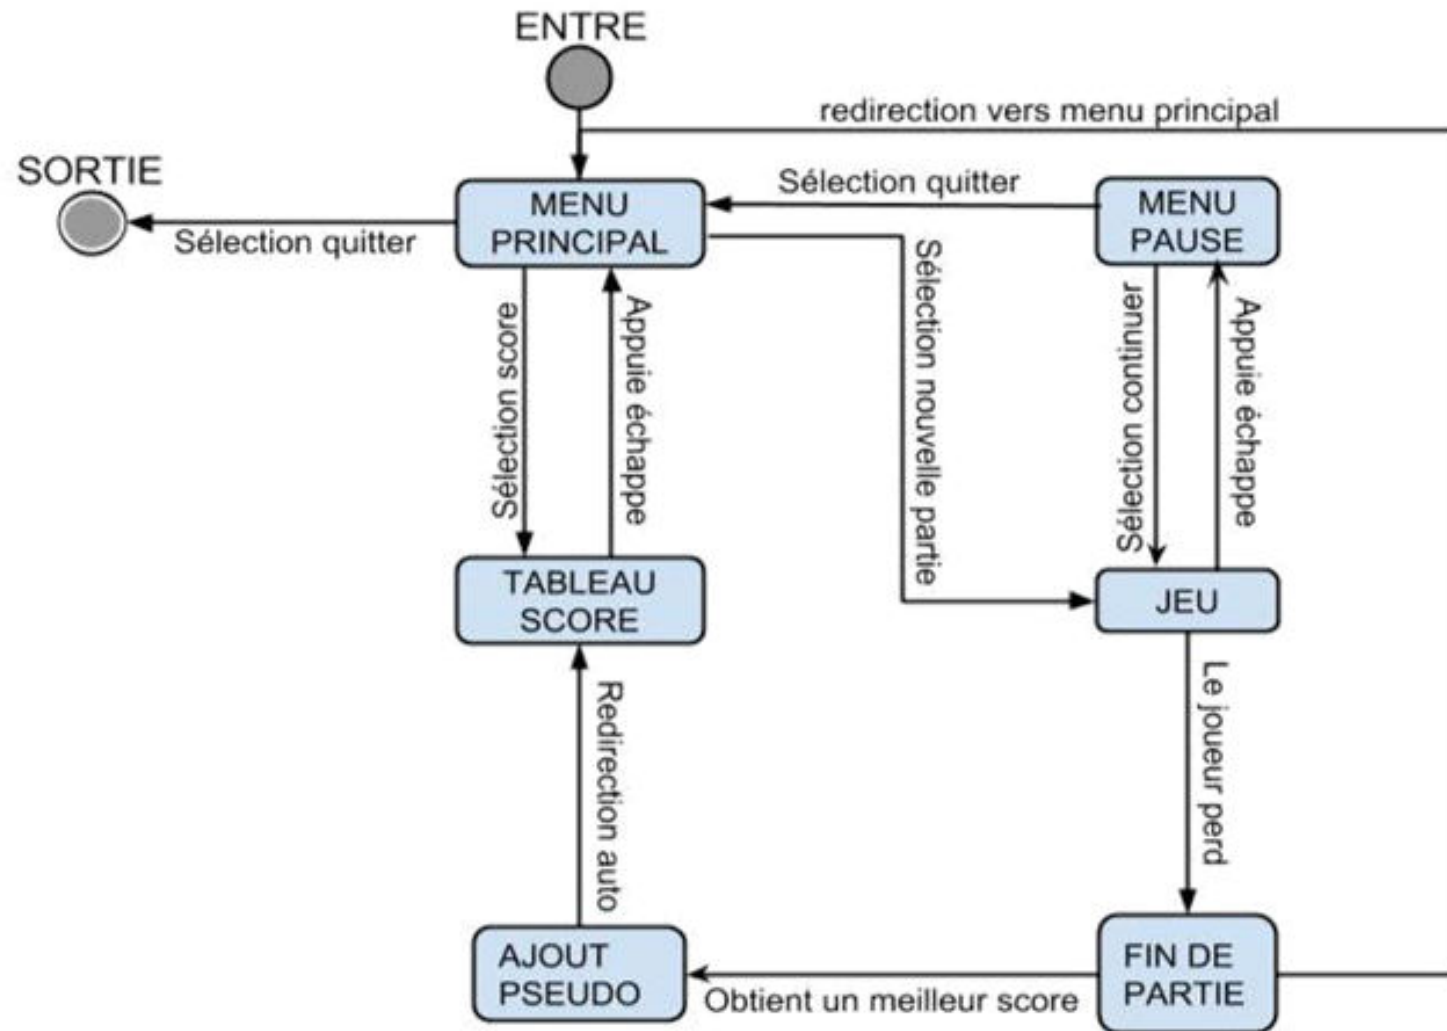 ENTRE
redirection vers menu principal
SORTIE
Sélection quitter
MENU
PRINCIPAL
Sélection quitter
MENU
PAUSE
Sélection score
Appuie échappe
Sélection nouvelle partie
Sélection continuer
Appuie échappe
TABLEAU
SCORE
JEU
Redirection auto
Le joueur perd
AJOUT
PSEUDO
Obtient un meilleur score
FIN DE
PARTIE